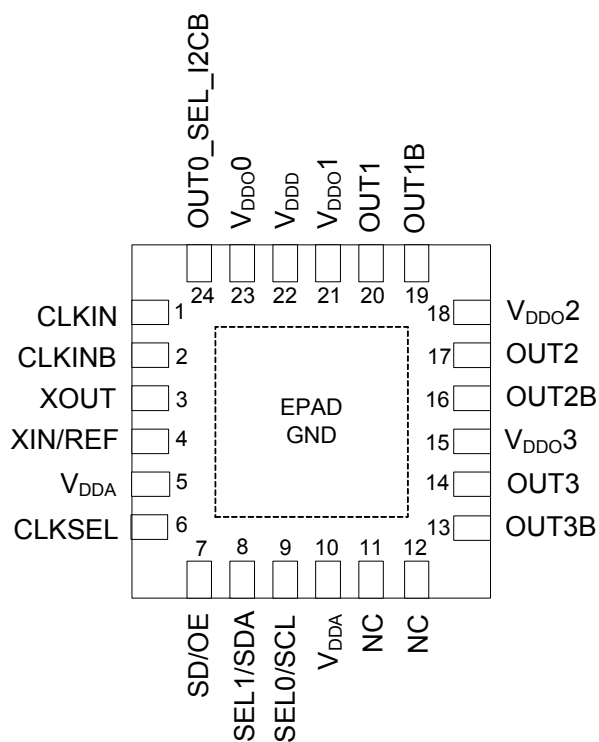 OUT0_SEL_I2CB
VDDO0
VDDD
VDDO1
OUT1
OUT1B
24
23
22
21
20
19
CLKIN
1
CLKINB
2
XOUT
3
XIN/REF
4
VDDA
5
CLKSEL
6
EPAD
GND
18
VDDO2
17
OUT2
16
OUT2B
15
VDDO3
14
OUT3
13
OUT3B
7
8
9
10
11
12
SD/OE
SEL1/SDA
SEL0/SCL
VDDA
NC
NC